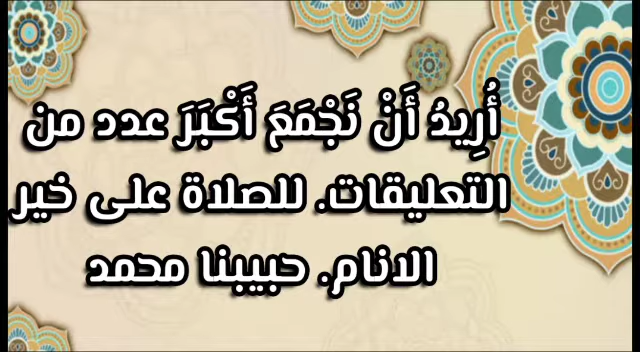 أُرِيدُ أَنْ نَجْمَعَ أَكْبَرَ عدد من
التعليقات. للصلاة على خير
الانام. حبيبنا محمد